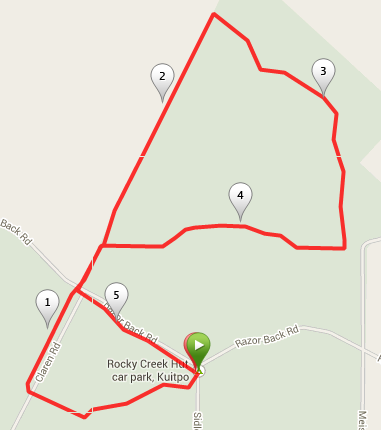 2
3
4
Back Rd
1
5
Razor Back Rd
Claren Rd
Razor Back Rd
Rocky Creek Hut
car park, Kuitpo